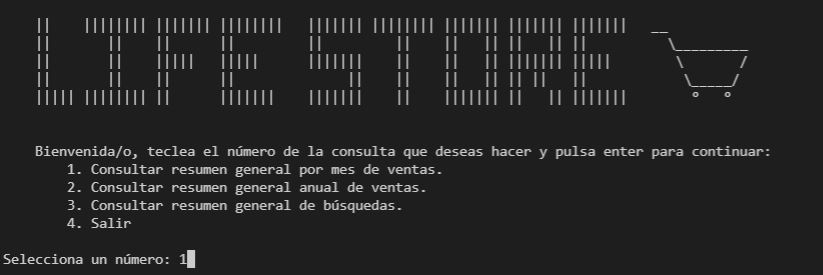 LIFE STORE
Bienvenida/o, teclea el número de la consulta que deseas hacer y pulsa enter para continuar:
1. Consultar resumen general por mes de ventas.
2. Consultar resumen general anual de ventas.
3. Consultar resumen general de búsquedas.
4. Salir
Selecciona un número: 1